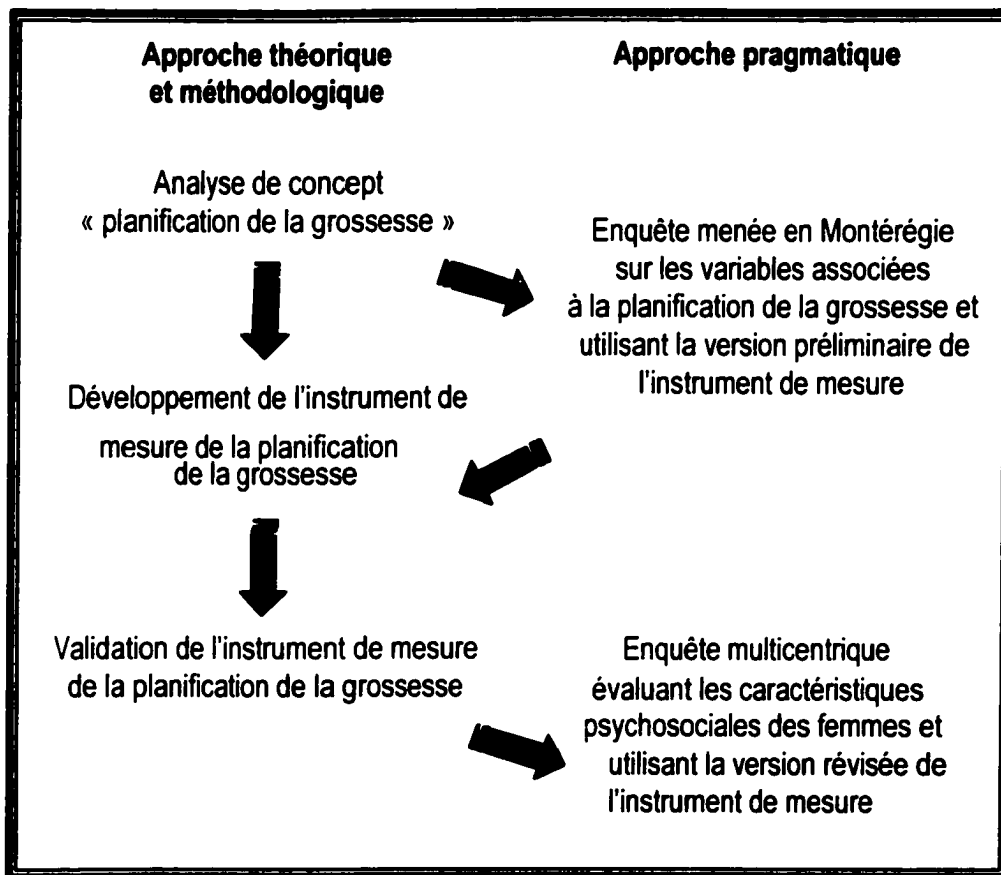 Approche théorique
et méthodologique
Approche pragmatique
Analyse de concept
« planification de la grossesse »
Enquête menée en Montérégie
sur les variables associées
à la planification de la grossesse et
utilisant la version préliminaire de
l'instrument de mesure
Développement de l'instrument de
mesure de la planification
de la grossesse
Validation de l'instrument de mesure
de la planification de la grossesse
Enquête multicentrique
évaluant les caractéristiques
psychosociales des femmes et
utilisant la version révisée de
l'instrument de mesure